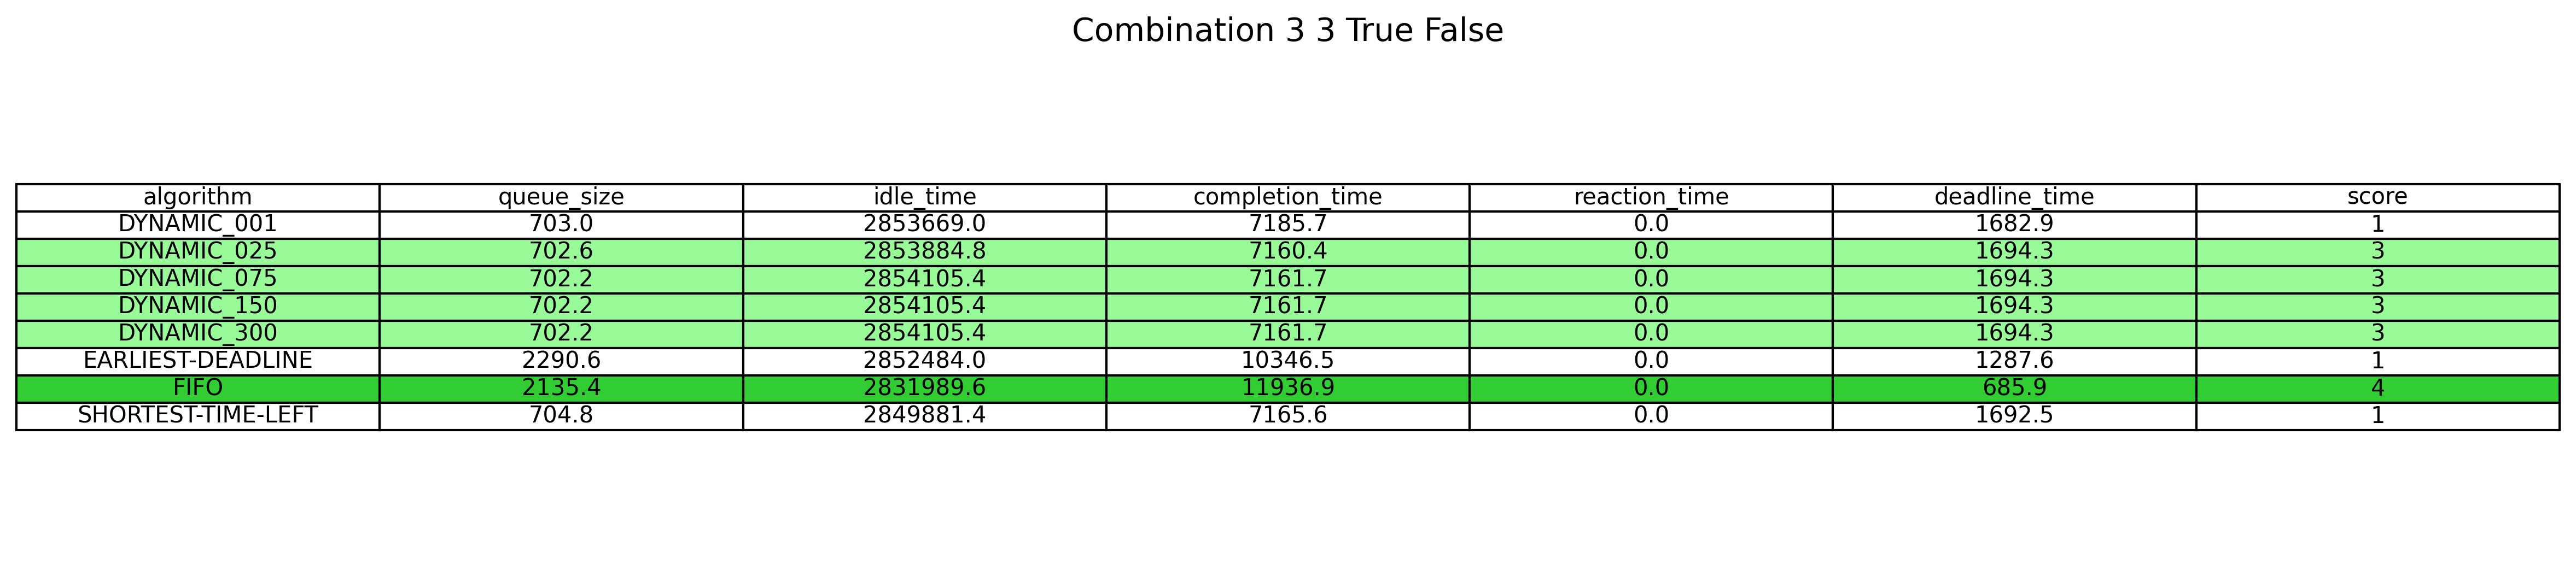 Combination 3 3 True False
algorithm queue_size idle_time completion_time reaction_time deadline_time score
DYNAMIC_001 703.0 2853669.0 7185.7 0.0 1682.9 1
DYNAMIC_025 702.6 2853884.8 7160.4 0.0 1694.3 3
DYNAMIC_075 702.2 2854105.4 7161.7 0.0 1694.3 3
DYNAMIC_150 702.2 2854105.4 7161.7 0.0 1694.3 3
DYNAMIC_300 702.2 2854105.4 7161.7 0.0 1694.3 3
EARLIEST-DEADLINE 2290.6 2852484.0 10346.5 0.0 1287.6 1
FIFO 2135.4 2831989.6 11936.9 0.0 685.9 4
SHORTEST-TIME-LEFT 704.8 2849881.4 7165.6 0.0 1692.5 1